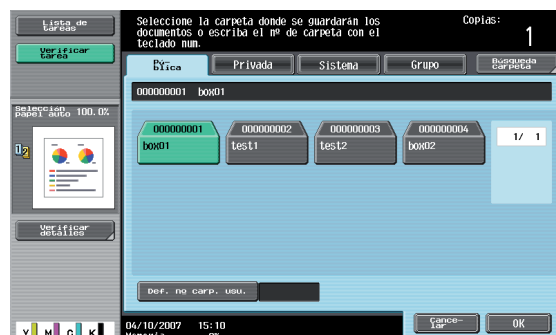 Lista de
tareas
Verificar
tarea
Selección
papel auto 100.0%
Verificar
detalles
Y M C K
Seleccione la carpeta donde se guardarán los
documentos o escriba el nº de carpeta con el
teclado num.
Copias:
1
Pú-
blica
Privada
Sistema
Grupo
Búsqueda
carpeta
000000001 box01
000000001
box01
000000002
test1
000000003
test2
000000004
box02
1/ 1
Def. no carp. usu.
04/10/2007 15:10
Memoria 0%
Cance-
lar
OK